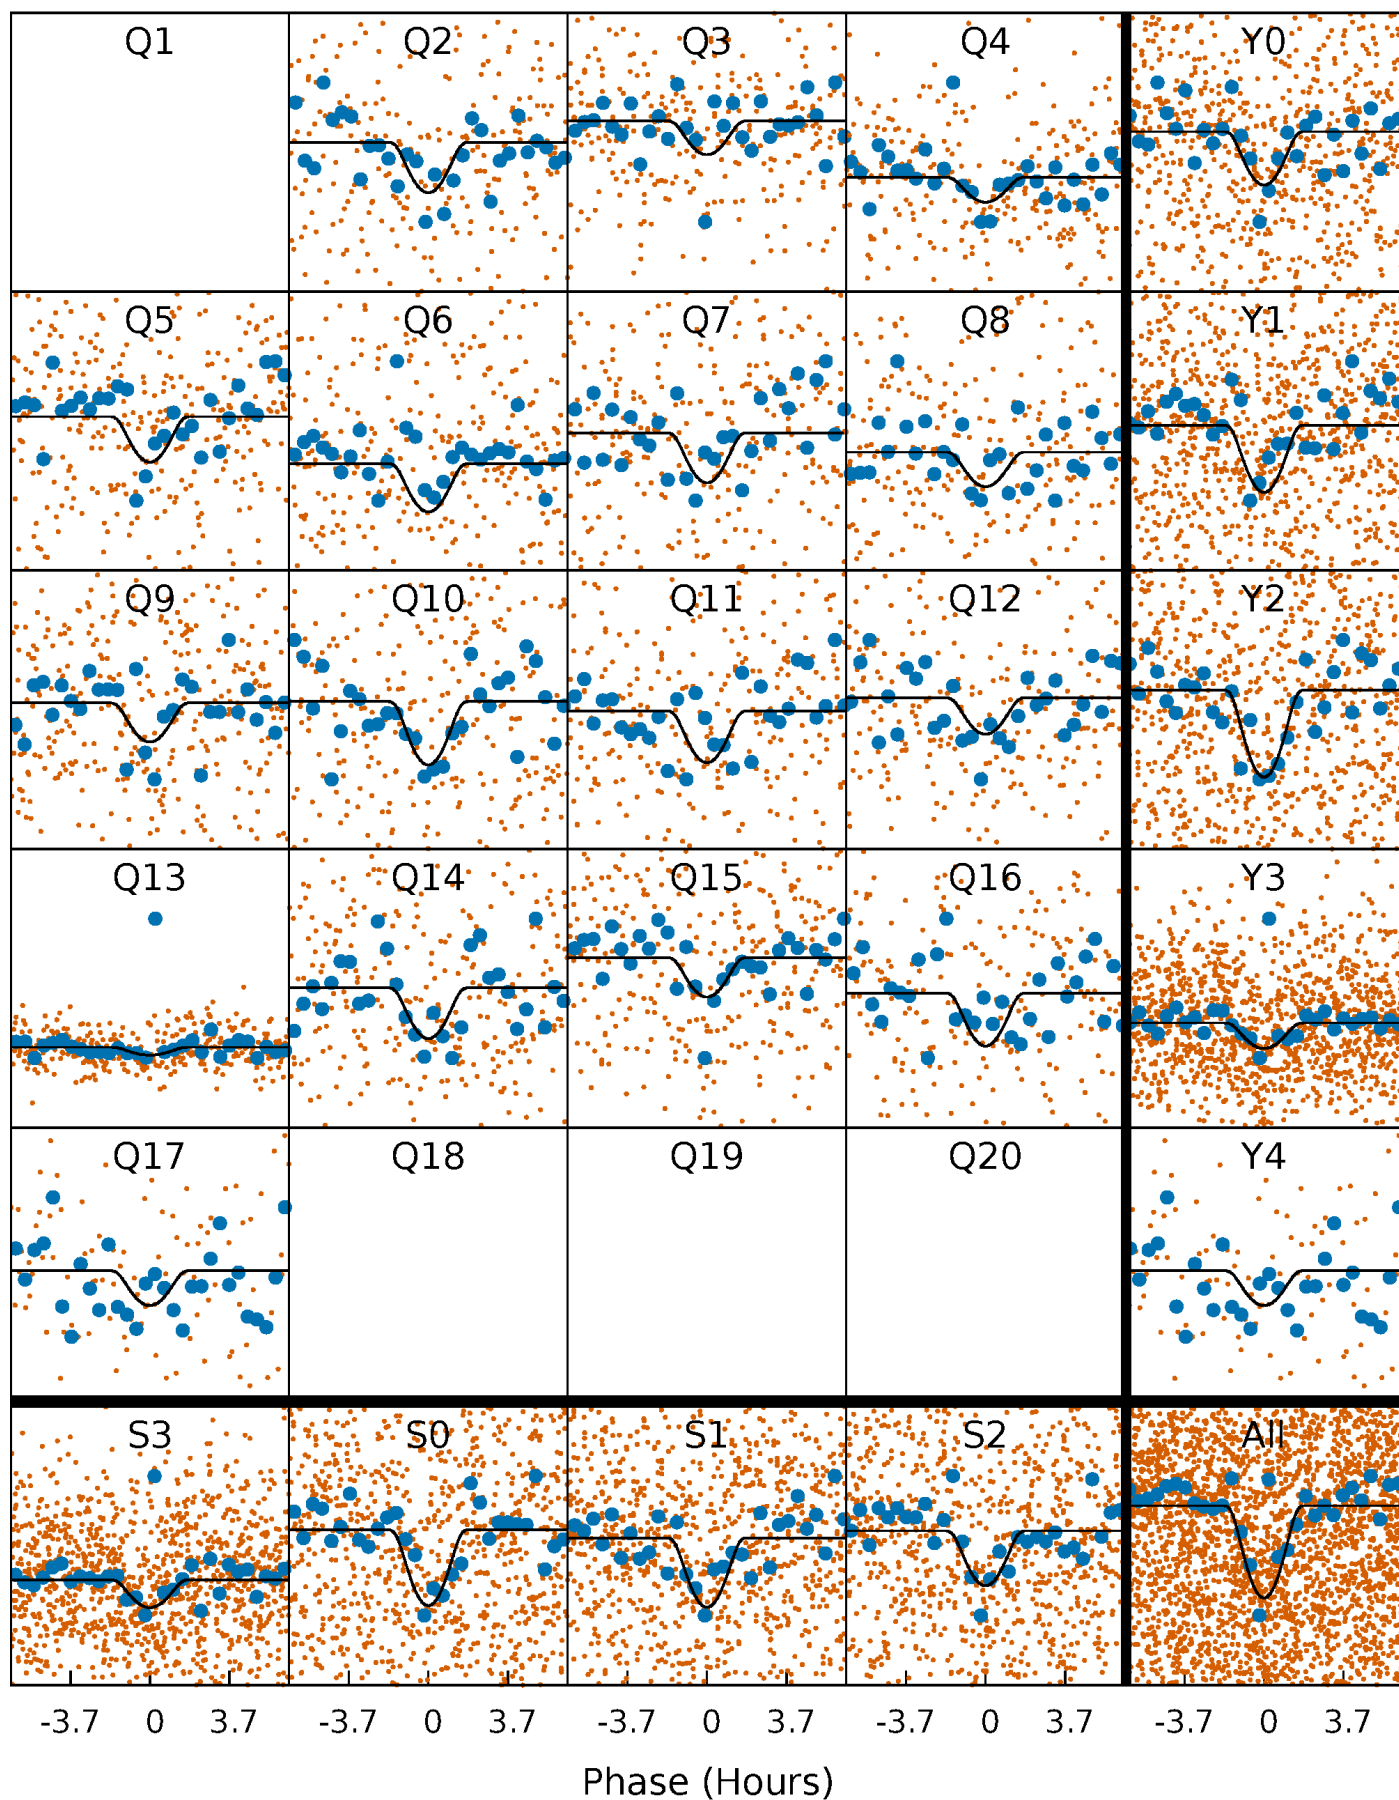 Q1 Q2 Q3 Q4 Y0
Q5 Q6 Q7 Q8 Y1
Q9 Q10 Q11 Q12 Y2
Q13 Q14 Q15 Q16 Y3
Q17 Q18 Q19 Q20 Y4
S3 S0 S1 S2 All
-3.7 0 3.7 -3.7 0 3.7 -3.7 0 3.7 -3.7 0 3.7 -3.7 0 3.7
Phase (Hours)